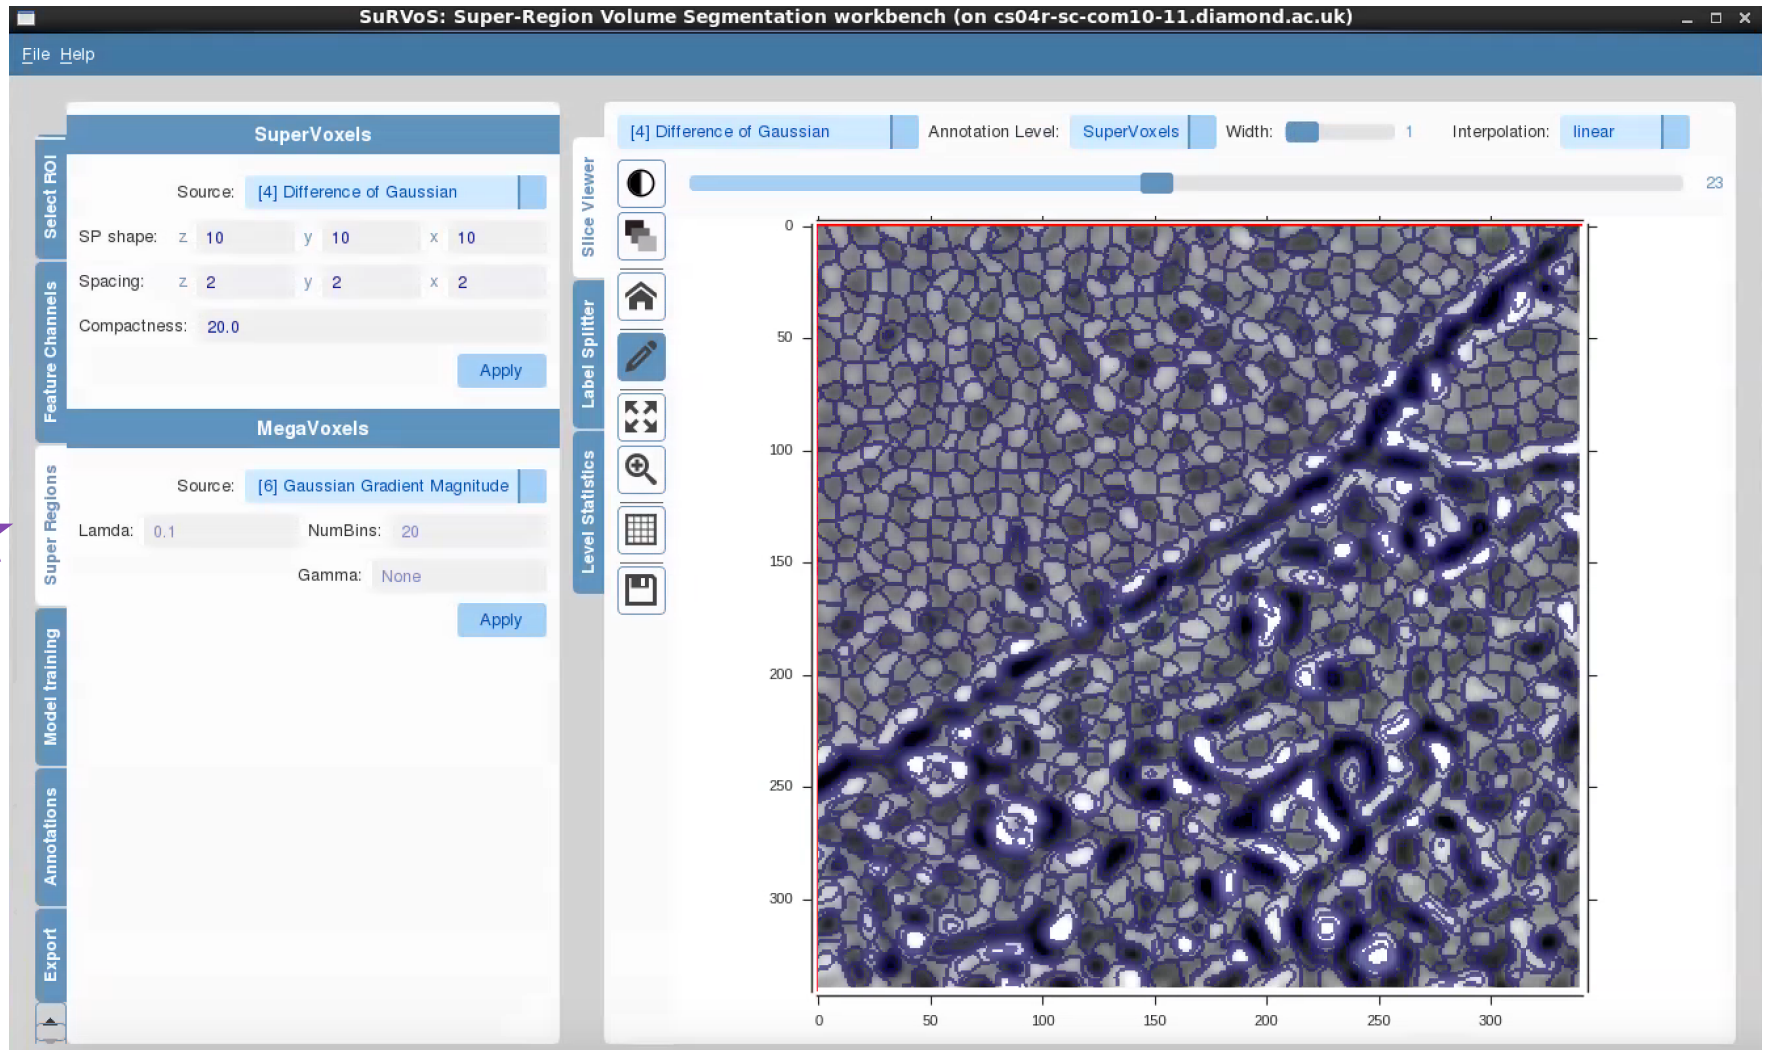 SuRVoS: Super-Region Volume Segmentation workbench (on cs04r-sc-com10-11.diamond.ac.uk)
File Help
Select ROI
Feature Channels
Super Regions
Model training
Annotations
Export
SuperVoxels
Source: [4] Difference of Gaussian
SP shape: z 10 y 10 x 10
Spacing: z 2 y 2 x 2
Compactness: 20.0
Apply
MegaVoxels
Source: [6] Gaussian Gradient Magnitude
Lamda: 0.1 NumBins: 20
Gamma: None
Apply
Slice Viewer
Label Splitter
Level Statistics
[4] Difference of Gaussian Annotation Level: SuperVoxels Width: 1 Interpolation: linear
23
0
50
100
150
200
250
300
0 50 100 150 200 250 300